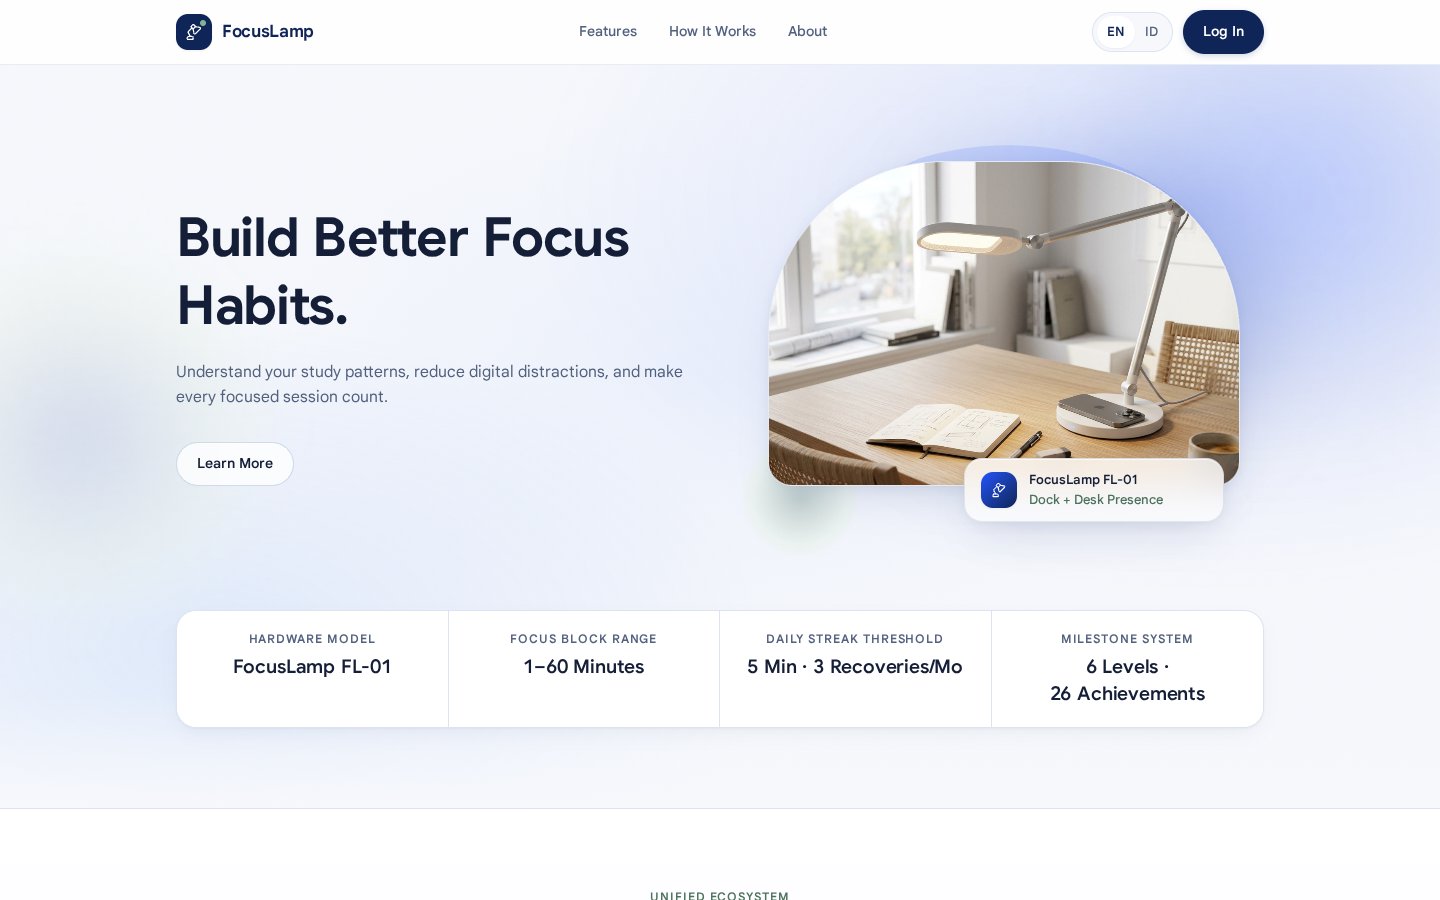 FocusLamp
Features
How It Works
About
EN
ID
Log In
Build Better Focus
Habits.
Understand your study patterns, reduce digital distractions, and make
every focused session count.
Learn More
FocusLamp FL-01
Dock + Desk Presence
HARDWARE MODEL
FocusLamp FL-01
FOCUS BLOCK RANGE
1–60 Minutes
DAILY STREAK THRESHOLD
5 Min · 3 Recoveries/Mo
MILESTONE SYSTEM
6 Levels ·
26 Achievements
UNIFIED ECOSYSTEM